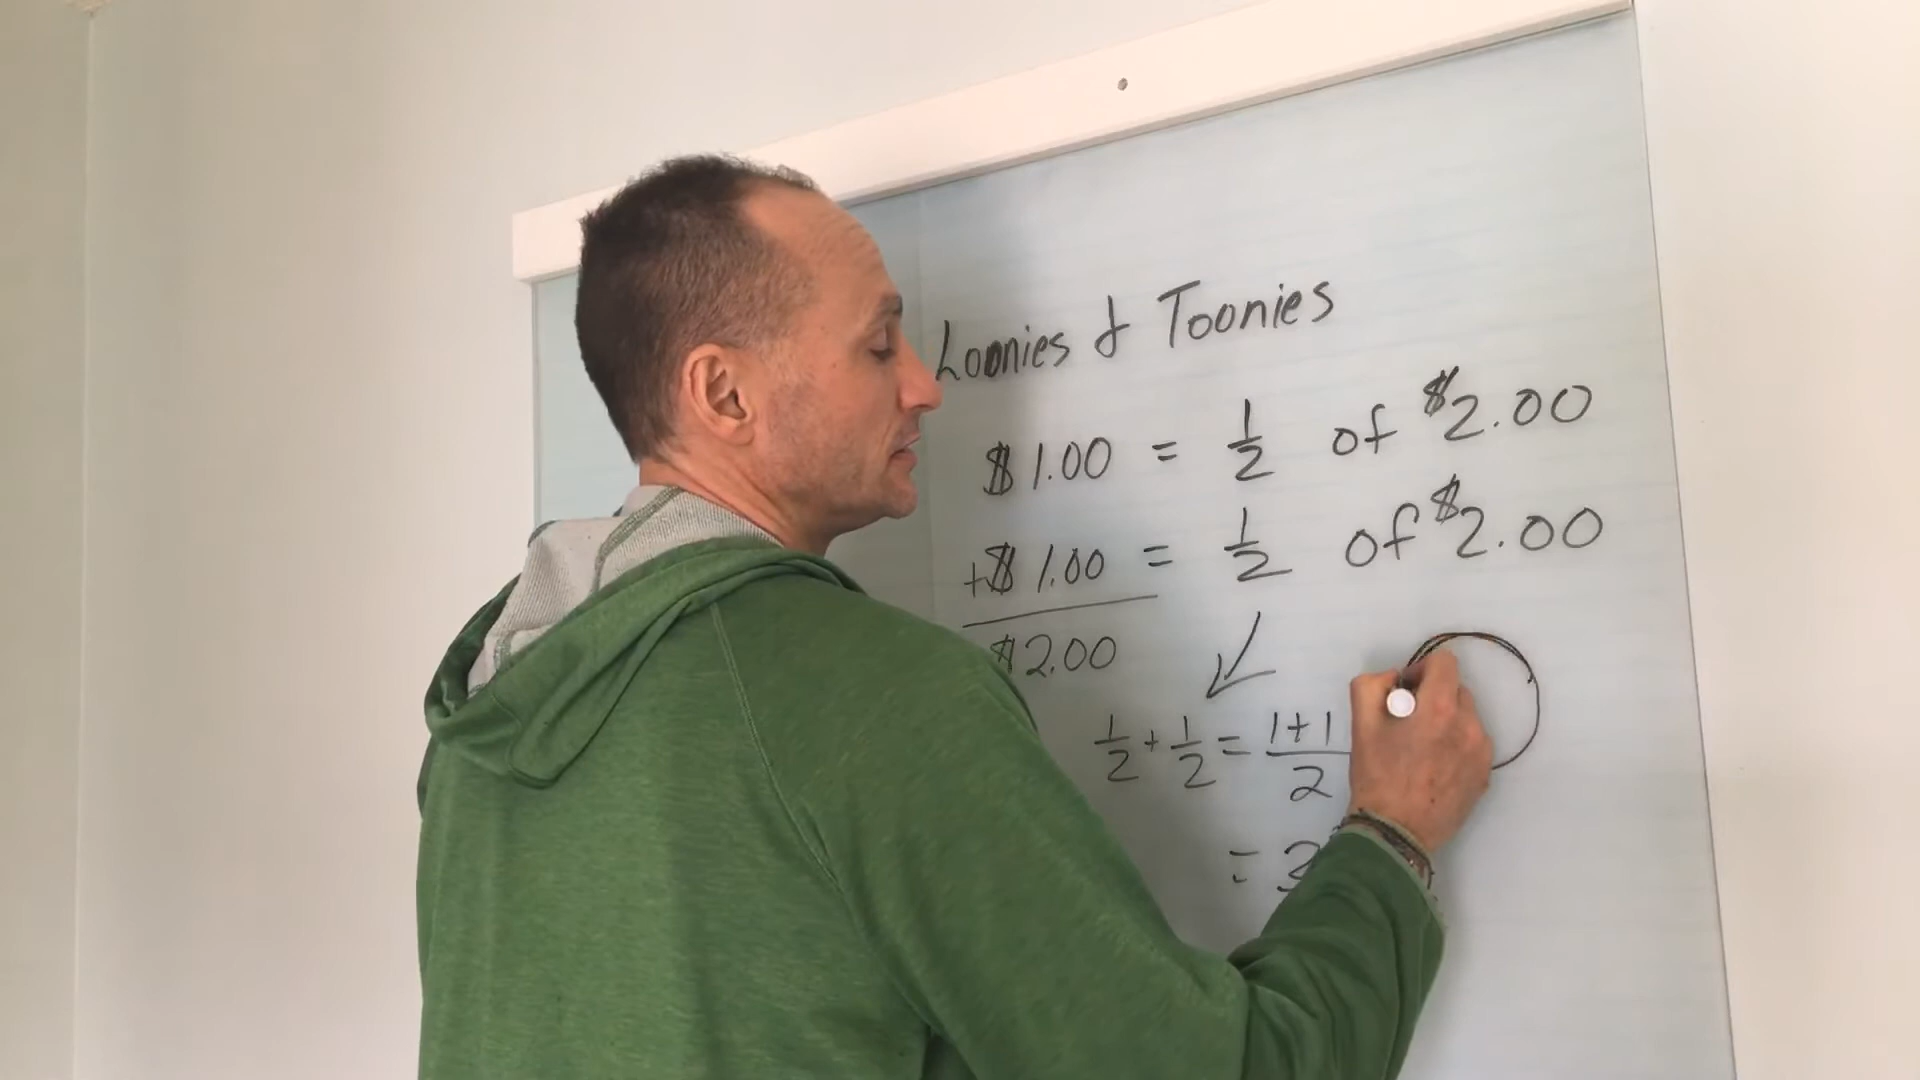 Loonies & Toonies
$1.00 = 1/2 of $2.00
+$1.00 = 1/2 of $2.00
$2.00
1/2 + 1/2 = 1+1/2
=